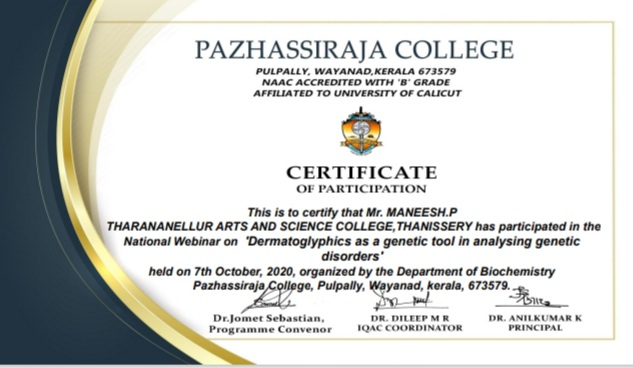 PAZHASSIRAJA COLLEGE
PULPALLY, WAYANAD,KERALA 673579
NAAC ACCREDITED WITH 'B' GRADE
AFFILIATED TO UNIVERSITY OF CALICUT
CERTIFICATE
OF PARTICIPATION
This is to certify that Mr. MANEESH.P
THARANANELLUR ARTS AND SCIENCE COLLEGE,THANISSERY has participated in the
National Webinar on 'Dermatoglyphics as a genetic tool in analysing genetic
disorders'
held on 7th October, 2020, organized by the Department of Biochemistry
Pazhassiraja College, Pulpally, Wayanad, kerala, 673579.
Dr.Jomet Sebastian, DR. DILEEP M R DR. ANILKUMAR K
Programme Convenor IQAC COORDINATOR PRINCIPAL